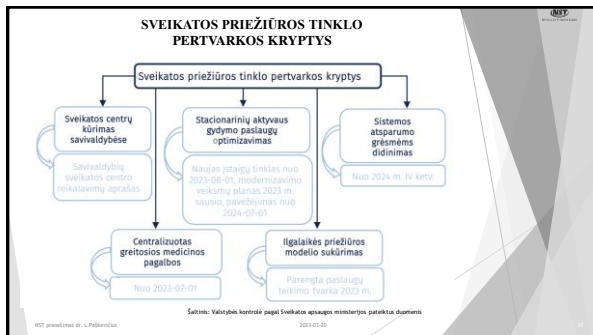 NST
SVEIKATOS PRIEŽIŪROS TINKLO
PERTVARKOS KRYPTYS
Sveikatos priežiūros tinklo pertvarkos kryptys
Sveikatos centrų
kūrimas
savivaldybėse
Savivaldybių
sveikatos centro
reikalavimų aprašas
Stacionarinių aktyvaus
gydymo paslaugų
optimizavimas
Naujas įstaigų tinklas nuo
2023-08-01, modernizavimo
veiksmų planas 2023 m.
sausio, pavėžėjimas nuo
2024-07-01
Sistemos
atsparumo
grėsmėms
didinimas
Nuo 2024 m. IV ketv.
Centralizuotas
greitosios medicinos
pagalbos
Nuo 2023-07-01
Ilgalaikės priežiūros
modelio sukūrimas
Parengta paslaugų
teikimo tvarka 2023 m.
Šaltinis: Valstybės kontrolė pagal Sveikatos apsaugos ministerijos pateiktus duomenis
NST pranešimas dr. L.Paškevičius
2023-03-20